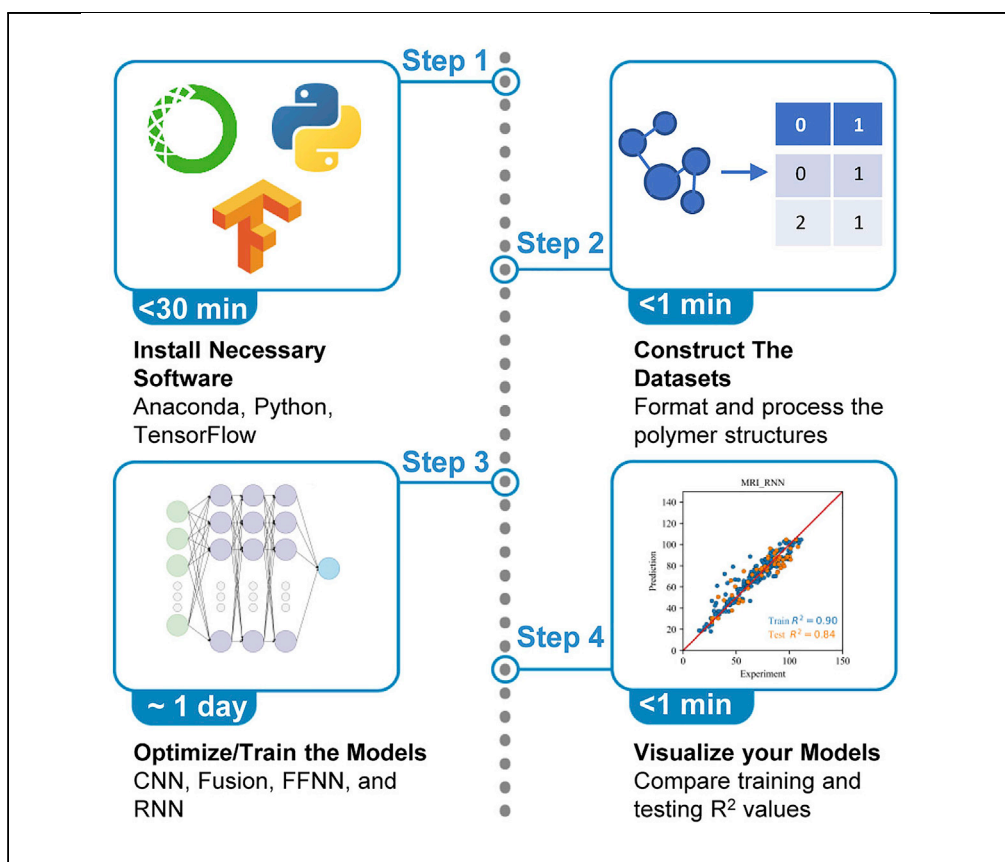 Step 1
<30 min
Install Necessary
Software
Anaconda, Python,
TensorFlow
0 1
0 1
2 1
Step 2
<1 min
Construct The
Datasets
Format and process the
polymer structures
Step 3
~ 1 day
Optimize/Train the Models
CNN, Fusion, FFNN, and
RNN
MRI_RNN
140
120
100
80
60
40
20
0
Prediction
Train R² = 0.90
Test R² = 0.84
0 50 100 150
Experiment
Step 4
<1 min
Visualize your Models
Compare training and
testing R² values